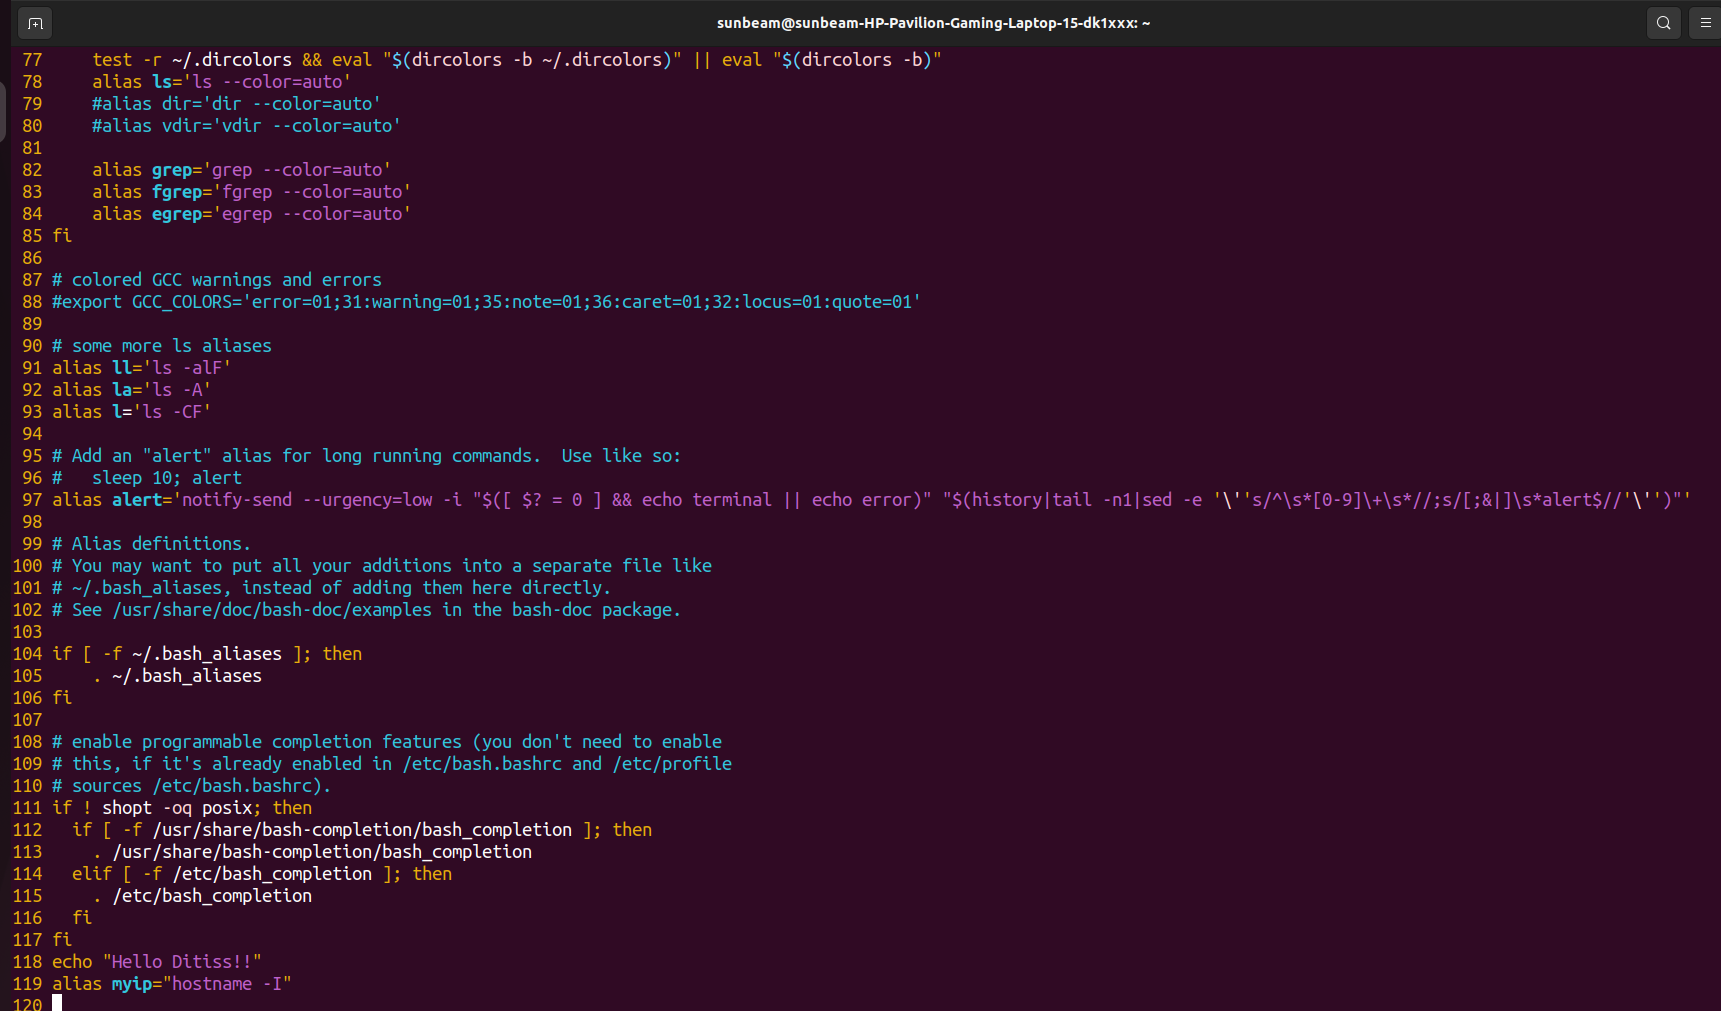 sunbeam@sunbeam-HP-Pavilion-Gaming-Laptop-15-dk1xxx: ~
77     test -r ~/.dircolors && eval "$(dircolors -b ~/.dircolors)" || eval "$(dircolors -b)"
78     alias ls='ls --color=auto'
79     #alias dir='dir --color=auto'
80     #alias vdir='vdir --color=auto'
81
82     alias grep='grep --color=auto'
83     alias fgrep='fgrep --color=auto'
84     alias egrep='egrep --color=auto'
85 fi
86
87 # colored GCC warnings and errors
88 #export GCC_COLORS='error=01;31:warning=01;35:note=01;36:caret=01;32:locus=01:quote=01'
89
90 # some more ls aliases
91 alias ll='ls -alF'
92 alias la='ls -A'
93 alias l='ls -CF'
94
95 # Add an "alert" alias for long running commands.  Use like so:
96 #   sleep 10; alert
97 alias alert='notify-send --urgency=low -i "$([ $? = 0 ] && echo terminal || echo error)" "$(history|tail -n1|sed -e '\''s/^\s*[0-9]\+\s*//;s/[;&|]\s*alert$//'\'')"'
98
99 # Alias definitions.
100 # You may want to put all your additions into a separate file like
101 # ~/.bash_aliases, instead of adding them here directly.
102 # See /usr/share/doc/bash-doc/examples in the bash-doc package.
103
104 if [ -f ~/.bash_aliases ]; then
105     . ~/.bash_aliases
106 fi
107
108 # enable programmable completion features (you don't need to enable
109 # this, if it's already enabled in /etc/bash.bashrc and /etc/profile
110 # sources /etc/bash.bashrc).
111 if ! shopt -oq posix; then
112   if [ -f /usr/share/bash-completion/bash_completion ]; then
113     . /usr/share/bash-completion/bash_completion
114   elif [ -f /etc/bash_completion ]; then
115     . /etc/bash_completion
116   fi
117 fi
118 echo "Hello Ditiss!!"
119 alias myip="hostname -I"
120